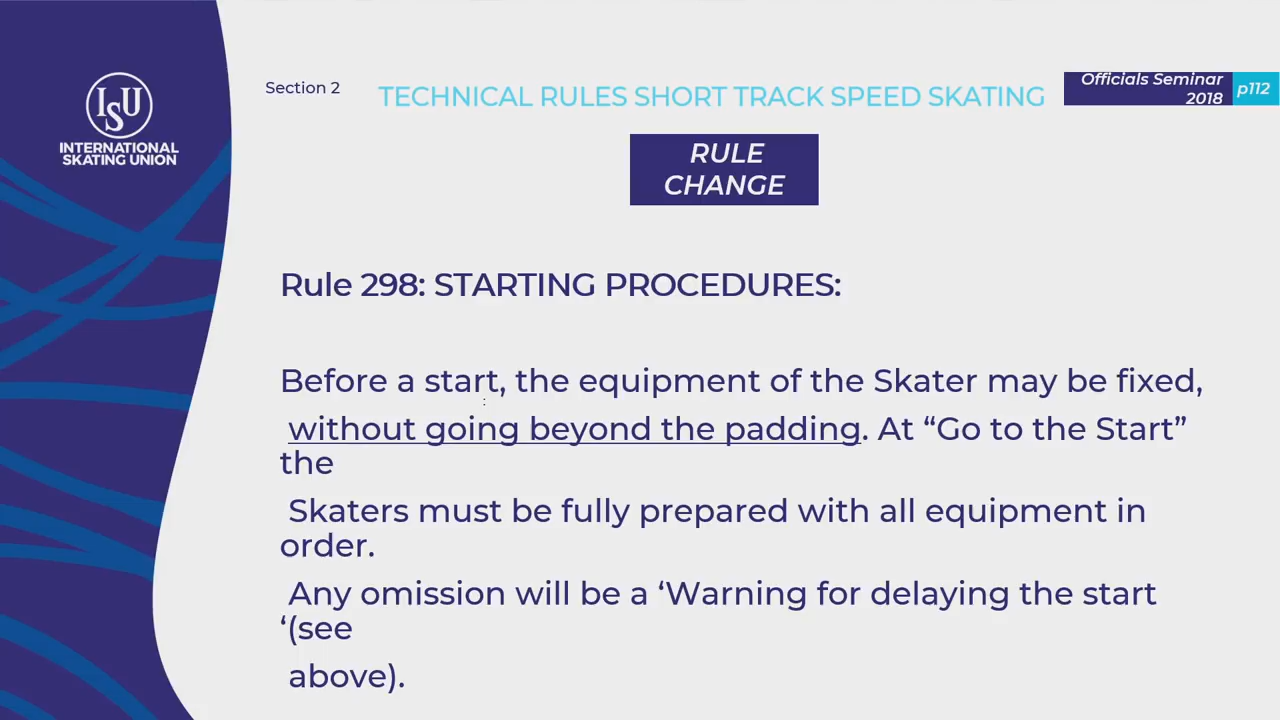 ISU
INTERNATIONAL
SKATING UNION
Section 2
TECHNICAL RULES SHORT TRACK SPEED SKATING
Officials Seminar
2018
p112
RULE
CHANGE
Rule 298: STARTING PROCEDURES:
Before a start, the equipment of the Skater may be fixed,
without going beyond the padding. At “Go to the Start”
the
Skaters must be fully prepared with all equipment in
order.
Any omission will be a ‘Warning for delaying the start
‘(see
above).